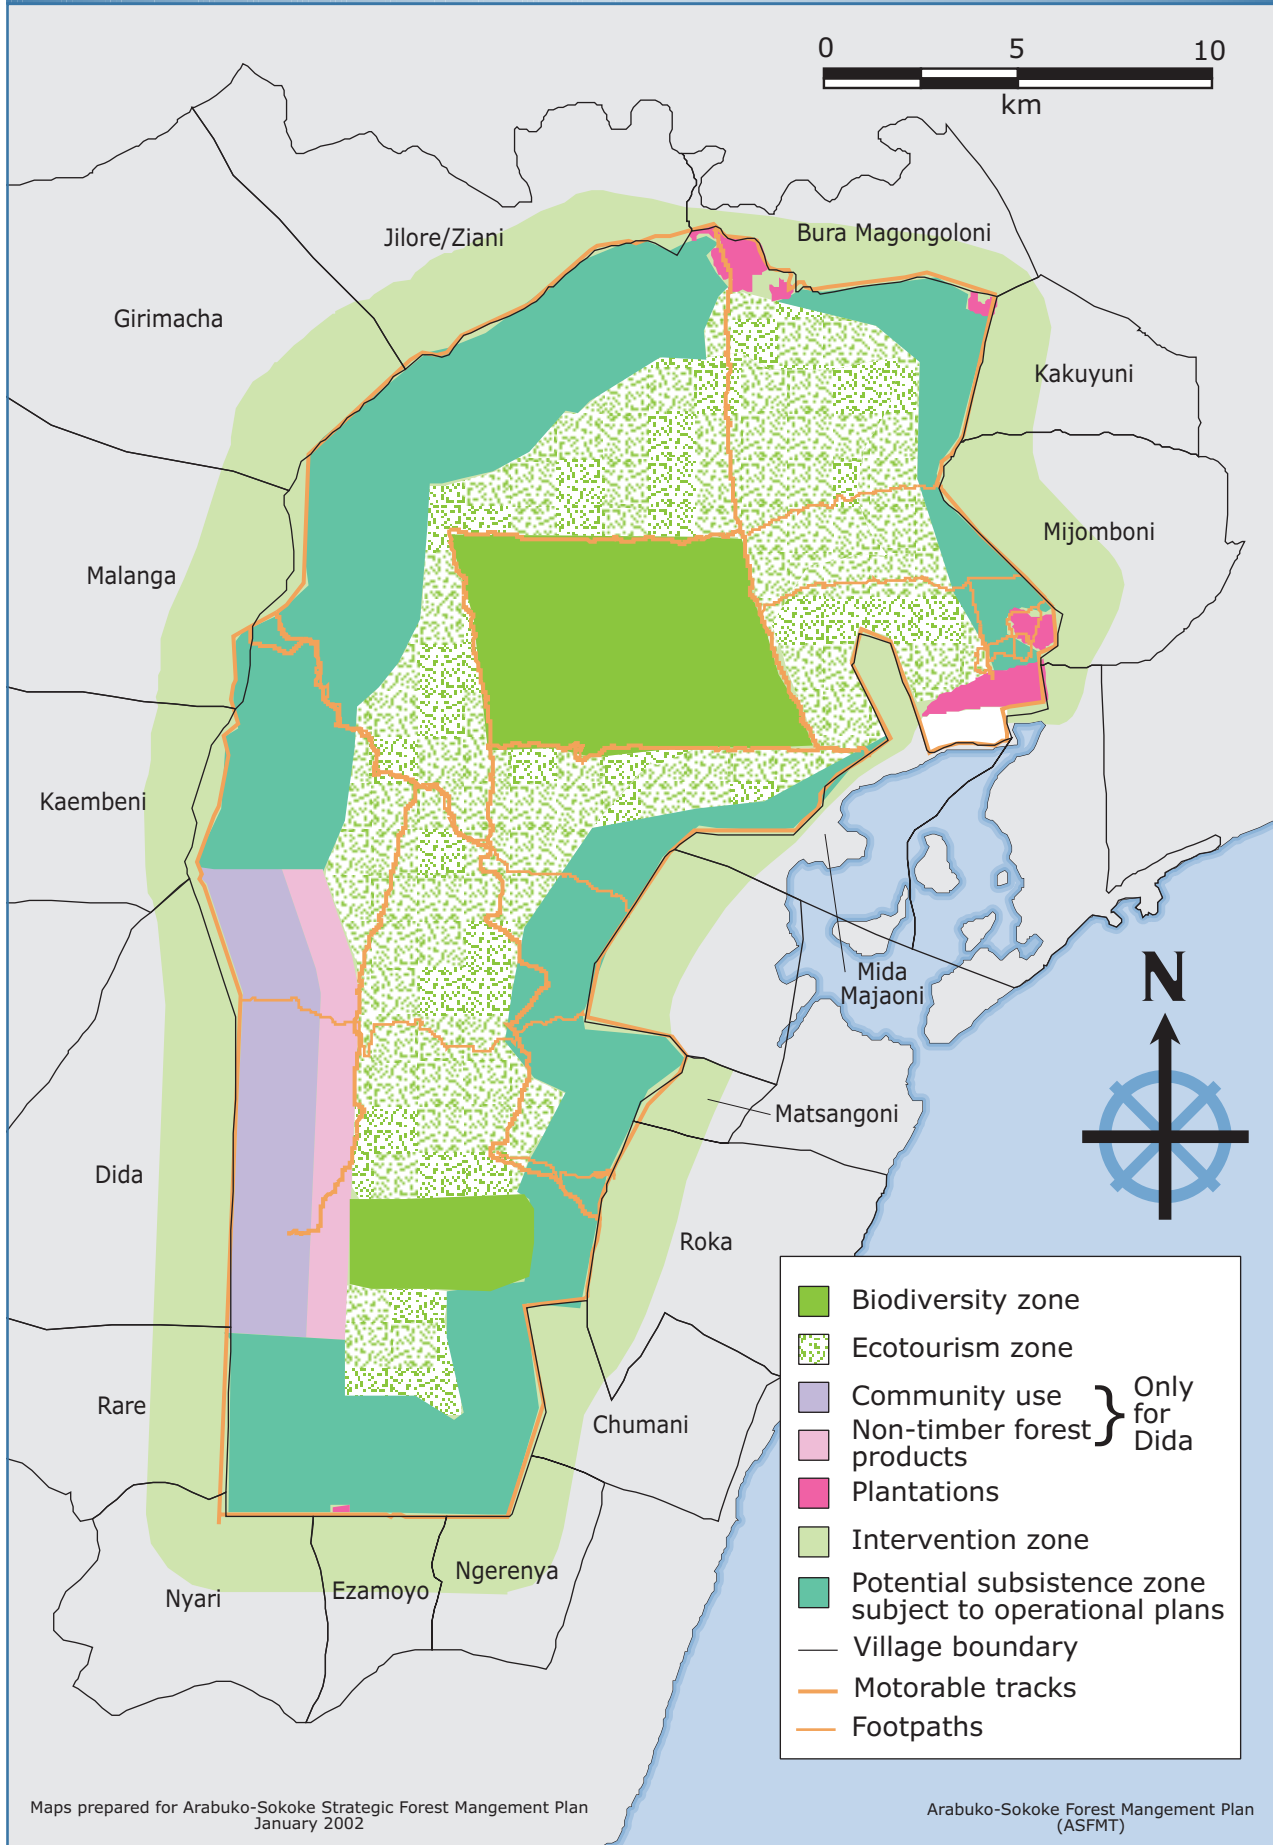 0 5 10
km
Jilore/Ziani
Bura Magongoloni
Girimacha
Kakuyuni
Mijomboni
Malanga
Kaembeni
Mida
Majaoni
N
Matsangoni
Dida
Roka
Rare
Chumani
Nyari
Ezamoyo
Ngerenya
Biodiversity zone
Ecotourism zone
Community use
Non-timber forest
products
} Only
for
Dida
Plantations
Intervention zone
Potential subsistence zone
subject to operational plans
Village boundary
Motorable tracks
Footpaths
Maps prepared for Arabuko-Sokoke Strategic Forest Mangement Plan
January 2002
Arabuko-Sokoke Forest Mangement Plan
(ASFMT)